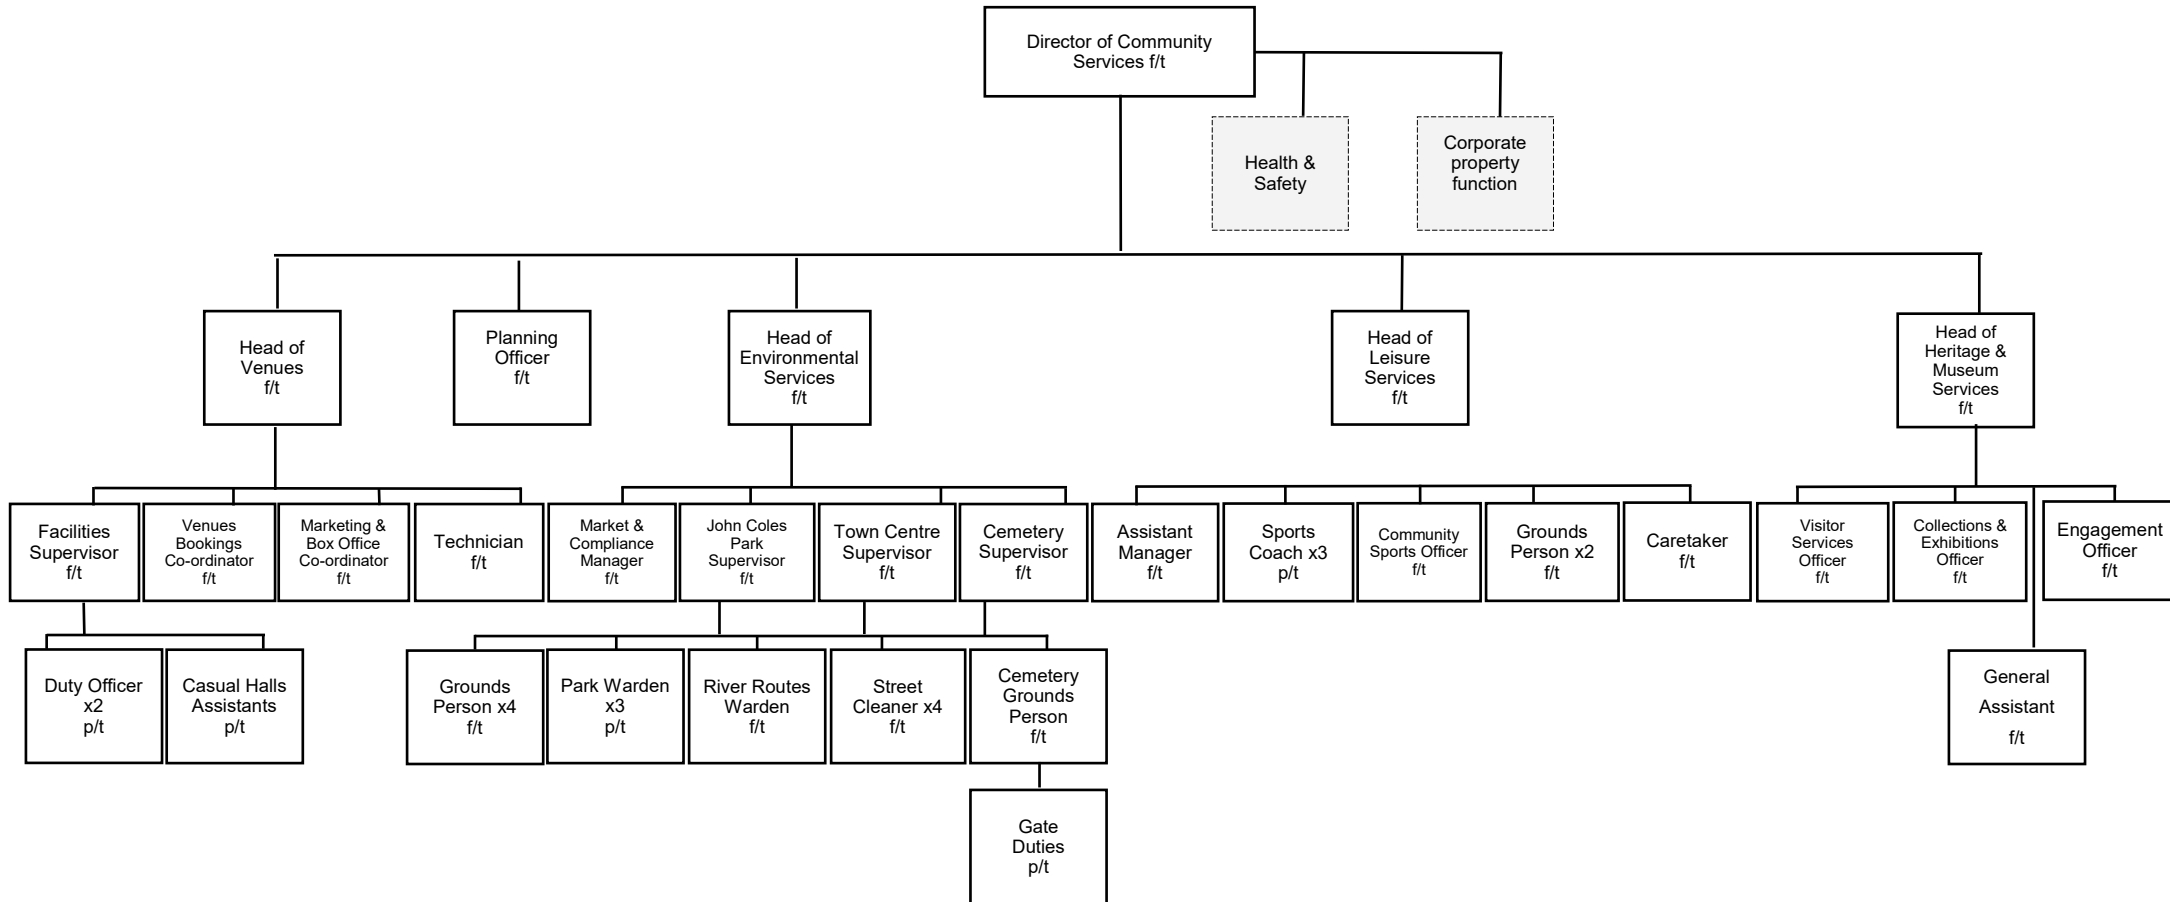 Director of Community
Services f/t
Health &
Safety
Corporate
property
function
Head of
Venues
f/t
Planning
Officer
f/t
Head of
Environmental
Services
f/t
Head of
Leisure
Services
f/t
Head of
Heritage &
Museum
Services
f/t
Facilities
Supervisor
f/t
Venues
Bookings
Co-ordinator
f/t
Marketing &
Box Office
Co-ordinator
f/t
Technician
f/t
Market &
Compliance
Manager
f/t
John Coles
Park
Supervisor
f/t
Town Centre
Supervisor
f/t
Cemetery
Supervisor
f/t
Assistant
Manager
f/t
Sports
Coach x3
p/t
Community
Sports Officer
f/t
Grounds
Person x2
f/t
Caretaker
f/t
Visitor
Services
Officer
f/t
Collections &
Exhibitions
Officer
f/t
Engagement
Officer
f/t
Duty Officer
x2
p/t
Casual Halls
Assistants
p/t
Grounds
Person x4
f/t
Park Warden
x3
p/t
River Routes
Warden
f/t
Street
Cleaner x4
f/t
Cemetery
Grounds
Person
f/t
General
Assistant
f/t
Gate
Duties
p/t